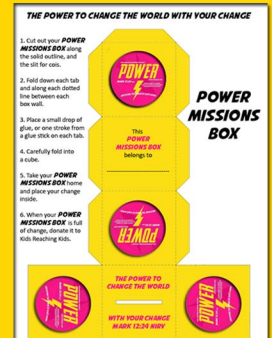 THE POWER TO CHANGE THE WORLD WITH YOUR CHANGE
1. Cut out your POWER
MISSIONS BOX along
the solid outline, and
the slit for ceis.
2. Fold down each tab
and along each dotted
line between each
box wall.
3. Place a small drop of
glue, or one stroke from
a glue stick on each tab.
4. Carefully fold into
a cube.
5. Take your POWER
MISSIONS BOX home
and place your change
inside.
6. When your POWER
MISSIONS BOX is full
of change, donate it to
Kids Reaching Kids.
POWER
This
POWER
MISSIONS BOX
belongs to
POWER
MISSIONS
BOX
POWER
POWER
THE POWER TO
CHANGE THE WORLD
WITH YOUR CHANGE
MARK 12:24 NIRV
POWER